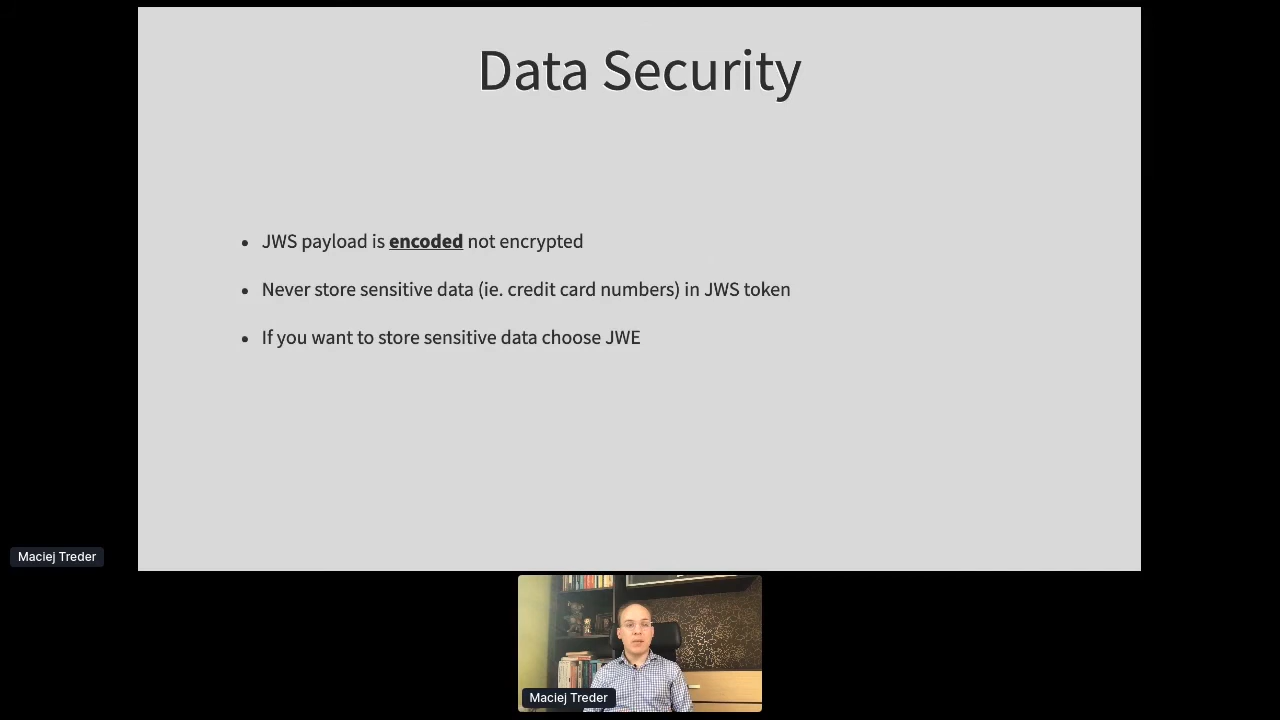 Data Security
JWS payload is encoded not encrypted
Never store sensitive data (ie. credit card numbers) in JWS token
If you want to store sensitive data choose JWE
Maciej Treder
Maciej Treder